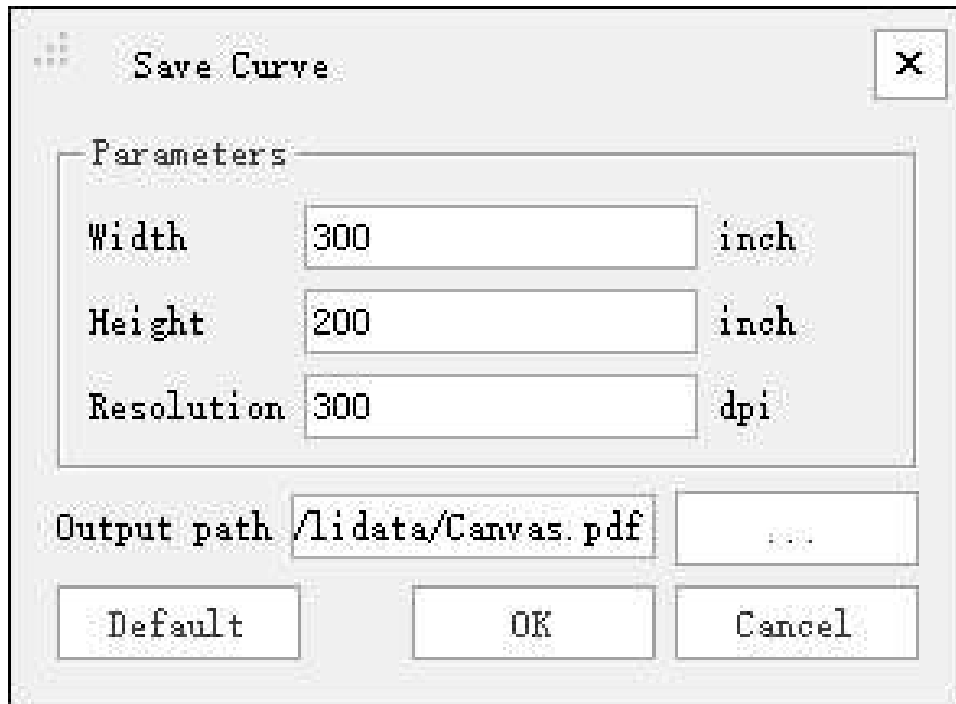 Save Curve
Parameters
Width 300 inch
Height 200 inch
Resolution 300 dpi
Output path /lidata/Canvas.pdf ...
Default OK Cancel